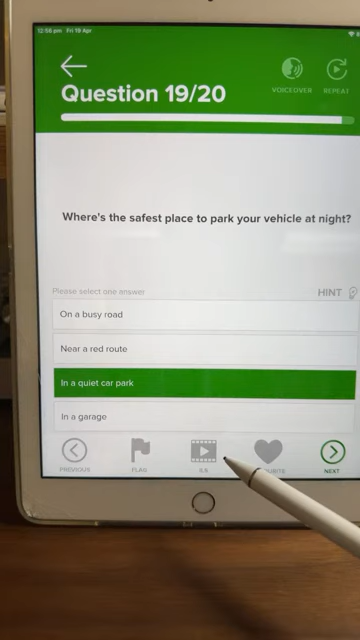 12:56 pm Fri 19 Apr
Question 19/20
VOICEOVER
REPEAT
Where's the safest place to park your vehicle at night?
Please select one answer
HINT
On a busy road
Near a red route
In a quiet car park
In a garage
PREVIOUS
FLAG
NEXT